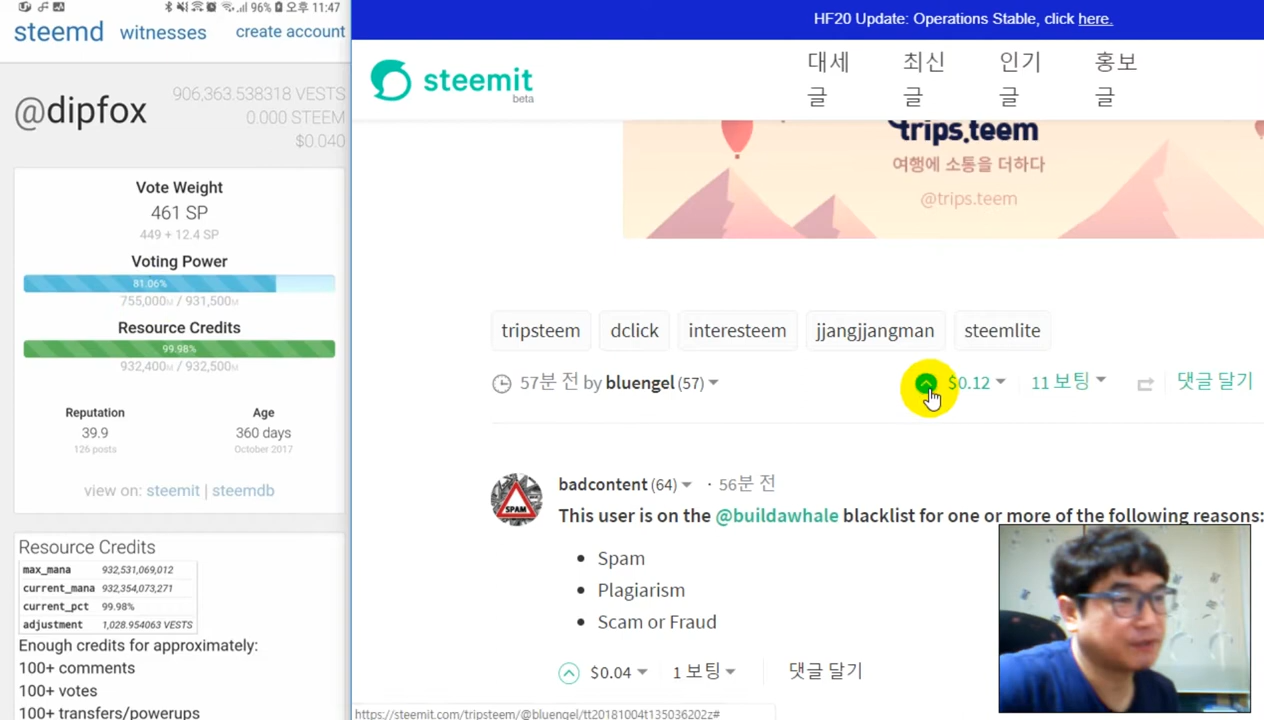 96% 오후 11:47
steemd witnesses create account
@dipfox
906,363.538318 VESTS
0.000 STEEM
$0.040
Vote Weight
461 SP
449 + 12.4 SP
Voting Power
81.06%
755,000M / 931,500M
Resource Credits
99.98%
932,400M / 932,500M
Reputation Age
39.9 360 days
126 posts October 2017
view on: steemit | steemdb
Resource Credits
max_mana 932,531,069,012
current_mana 932,354,073,271
current_pct 99.98%
adjustment 1,028.954063 VESTS
Enough credits for approximately:
100+ comments
100+ votes
100+ transfers/powerups
HF20 Update: Operations Stable, click here.
steemit
beta
대세 최신 인기 홍보
글 글 글 글
trips.teem
여행에 소통을 더하다
@trips.teem
tripsteem dclick interesteem jjangjjangman steemlite
57분 전 by bluengel (57) $0.12 11 보팅 댓글 달기
badcontent (64) · 56분 전
SPAM
This user is on the @buildawhale blacklist for one or more of the following reasons:
• Spam
• Plagiarism
• Scam or Fraud
$0.04 1 보팅 댓글 달기
https://steemit.com/tripsteem/@bluengel/tt20181004t135036202z#